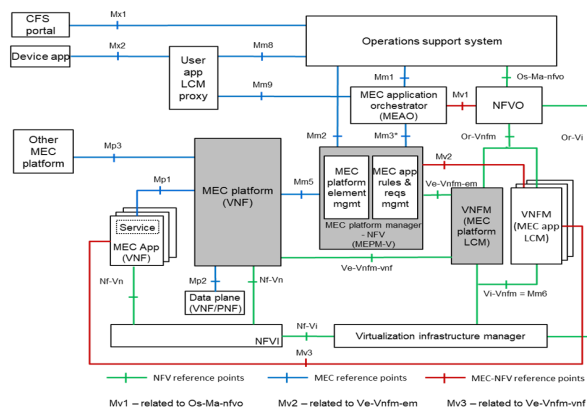 CFS
portal
Mx1
Operations support system
Device app
Mx2
User
app
LCM
proxy
Mm8
Mm9
Mm1
Os-Ma-nfvo
MEC application
orchestrator
(MEAO)
Mv1
NFVO
Mm2
Mm3*
Or-Vnfm
Or-Vi
Other
MEC
platform
Mp3
MEC platform
(VNF)
Mm5
MEC
platform
element
mgmt
MEC app
rules &
reqs
mgmt
MEC platform manager
- NFV
(MEPM-V)
Mv2
Ve-Vnfm-em
VNFM
(MEC
platform
LCM)
VNFM
(MEC app
LCM)
Mp1
Service
MEC App
(VNF)
Ve-Vnfm-vnf
Nf-Vn
Mp2
Nf-Vn
Data plane
(VNF/PNF)
Vi-Vnfm = Mm6
NFVI
Nf-Vi
Virtualization infrastructure manager
Mv3
NFV reference points
MEC reference points
MEC-NFV reference points
Mv1 – related to Os-Ma-nfvo
Mv2 – related to Ve-Vnfm-em
Mv3 – related to Ve-Vnfm-vnf